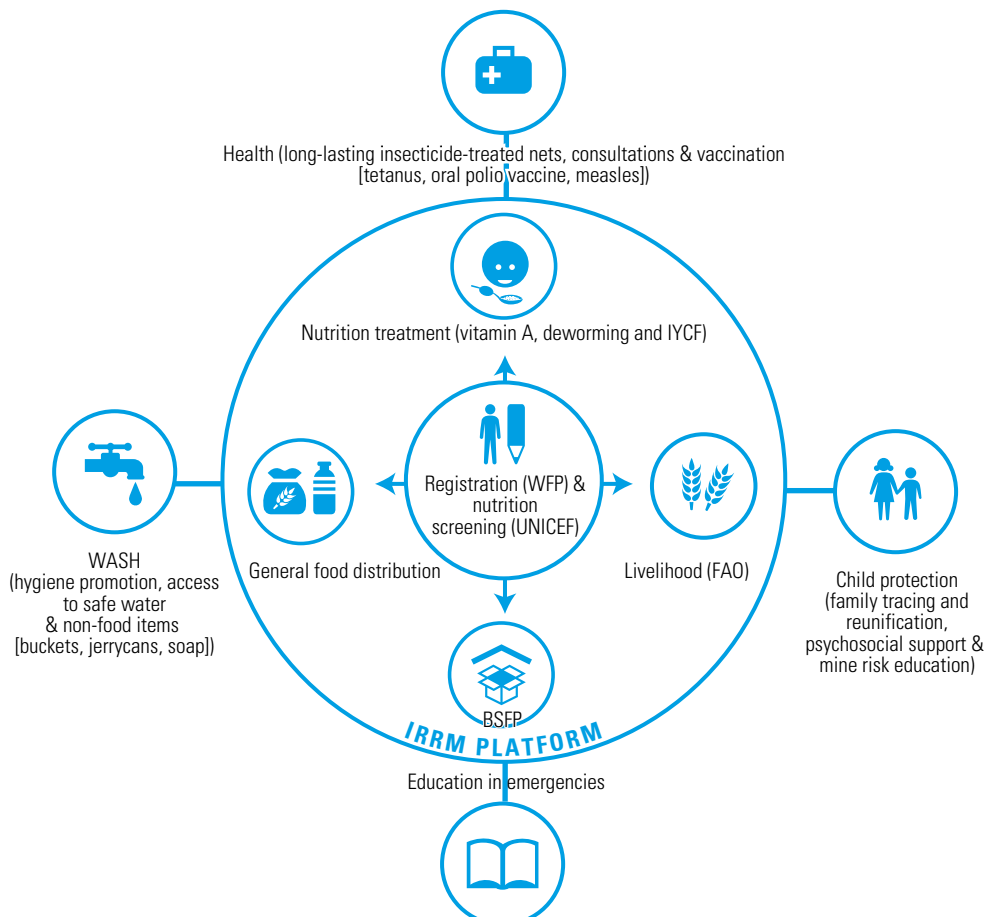 Health (long-lasting insecticide-treated nets, consultations & vaccination
[tetanus, oral polio vaccine, measles])
Nutrition treatment (vitamin A, deworming and IYCF)
Registration (WFP) &
nutrition
screening (UNICEF)
General food distribution
Livelihood (FAO)
WASH
(hygiene promotion, access
to safe water
& non-food items
[buckets, jerrycans, soap])
Child protection
(family tracing and
reunification,
psychosocial support &
mine risk education)
BSFP
IRRM PLATFORM
Education in emergencies